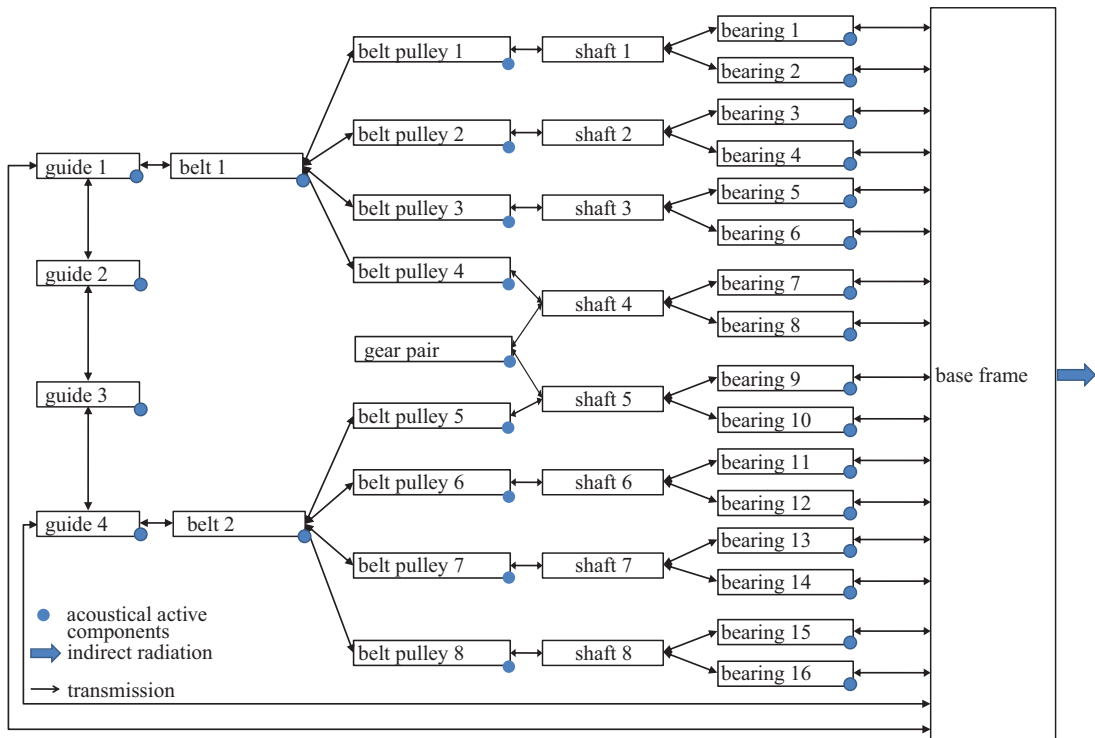 guide 1
guide 2
guide 3
guide 4
belt 1
belt 2
belt pulley 1
belt pulley 2
belt pulley 3
belt pulley 4
gear pair
belt pulley 5
belt pulley 6
belt pulley 7
belt pulley 8
shaft 1
shaft 2
shaft 3
shaft 4
shaft 5
shaft 6
shaft 7
shaft 8
bearing 1
bearing 2
bearing 3
bearing 4
bearing 5
bearing 6
bearing 7
bearing 8
bearing 9
bearing 10
bearing 11
bearing 12
bearing 13
bearing 14
bearing 15
bearing 16
base frame
acoustical active
components
indirect radiation
transmission